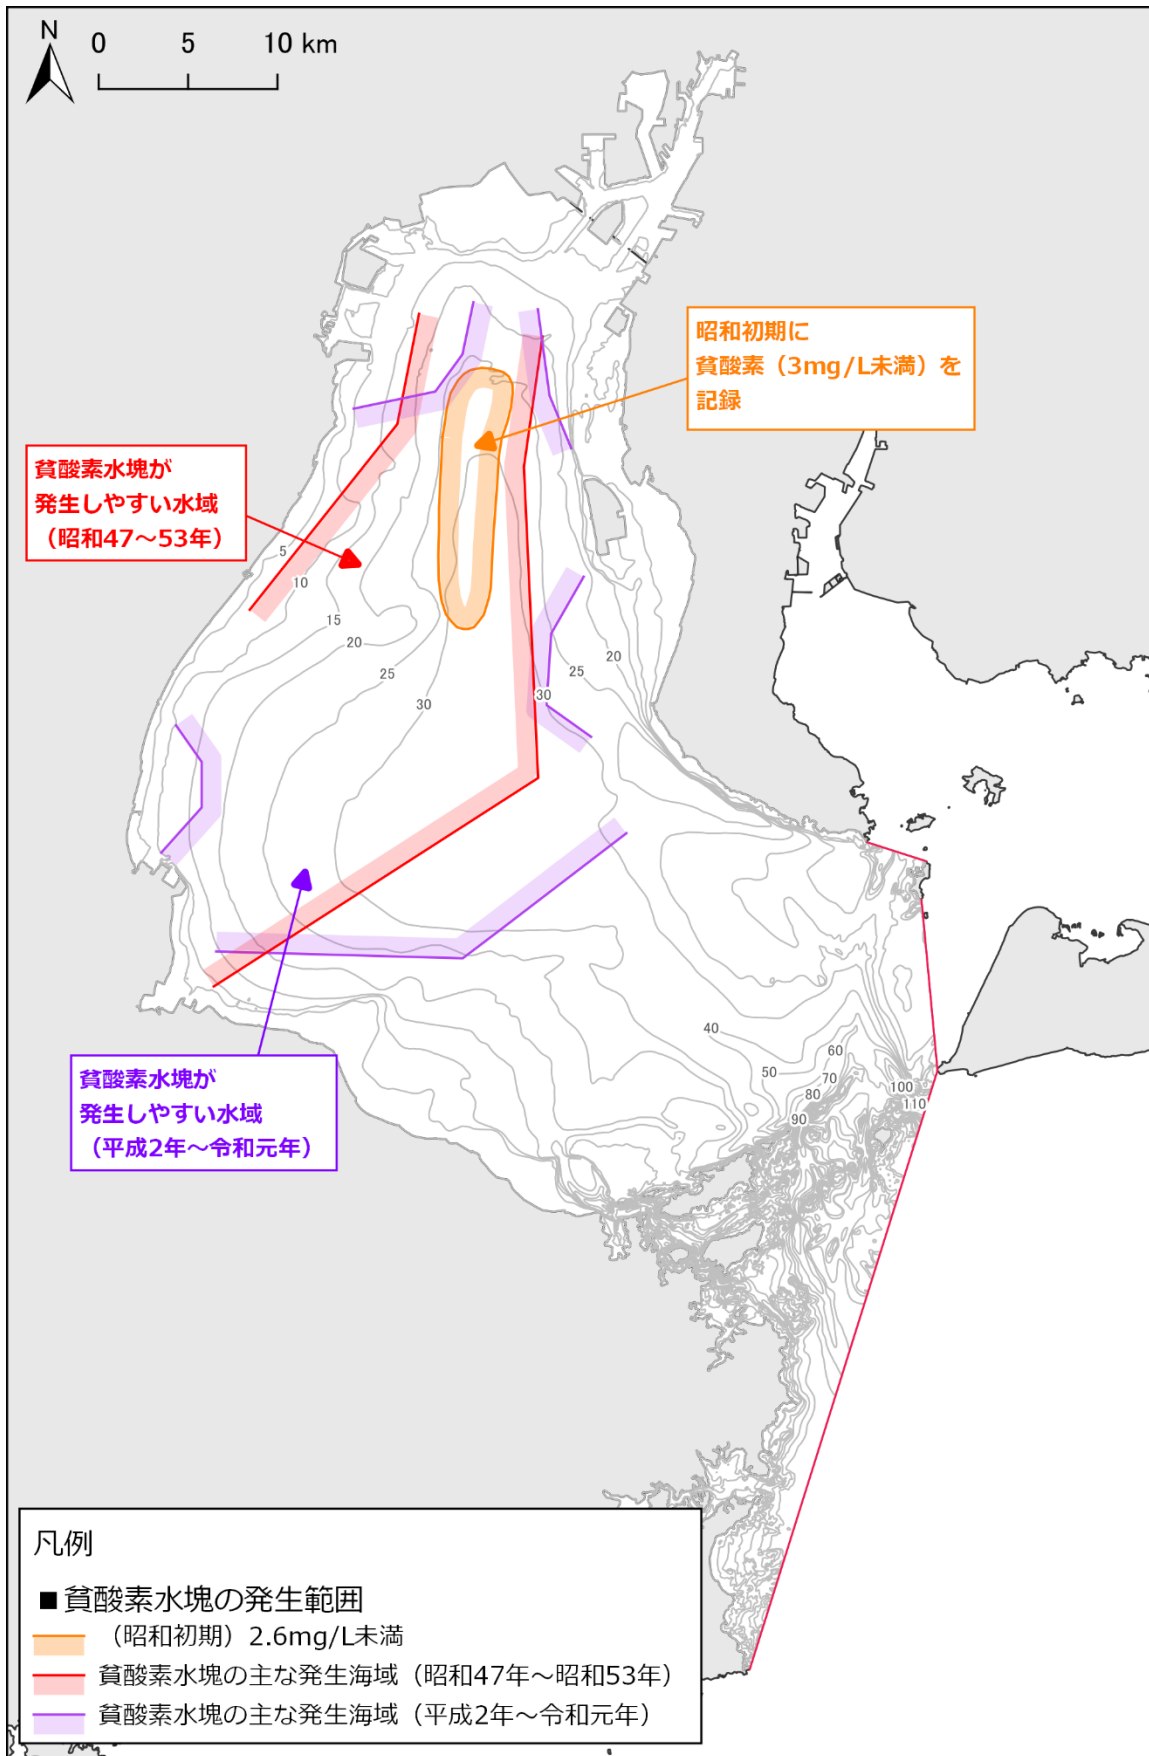 N
0 5 10 km
昭和初期に
貧酸素（3mg/L未満）を
記録
貧酸素水塊が
発生しやすい水域
（昭和47～53年）
5
10
15
20
25
30
20
25
30
貧酸素水塊が
発生しやすい水域
（平成2年～令和元年）
40
50
60
70
80
90
100
110
凡例
■貧酸素水塊の発生範囲
（昭和初期）2.6mg/L未満
貧酸素水塊の主な発生海域（昭和47年～昭和53年）
貧酸素水塊の主な発生海域（平成2年～令和元年）